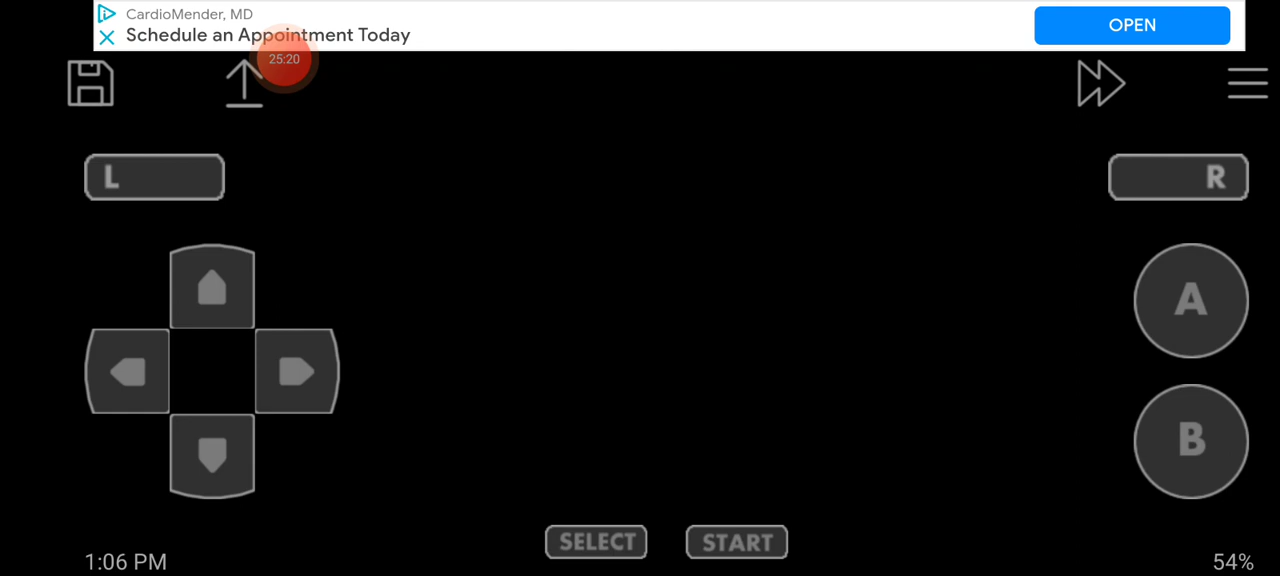 CardioMender, MD
Schedule an Appointment Today
OPEN
25:20
L
R
A
B
SELECT
START
1:06 PM
54%